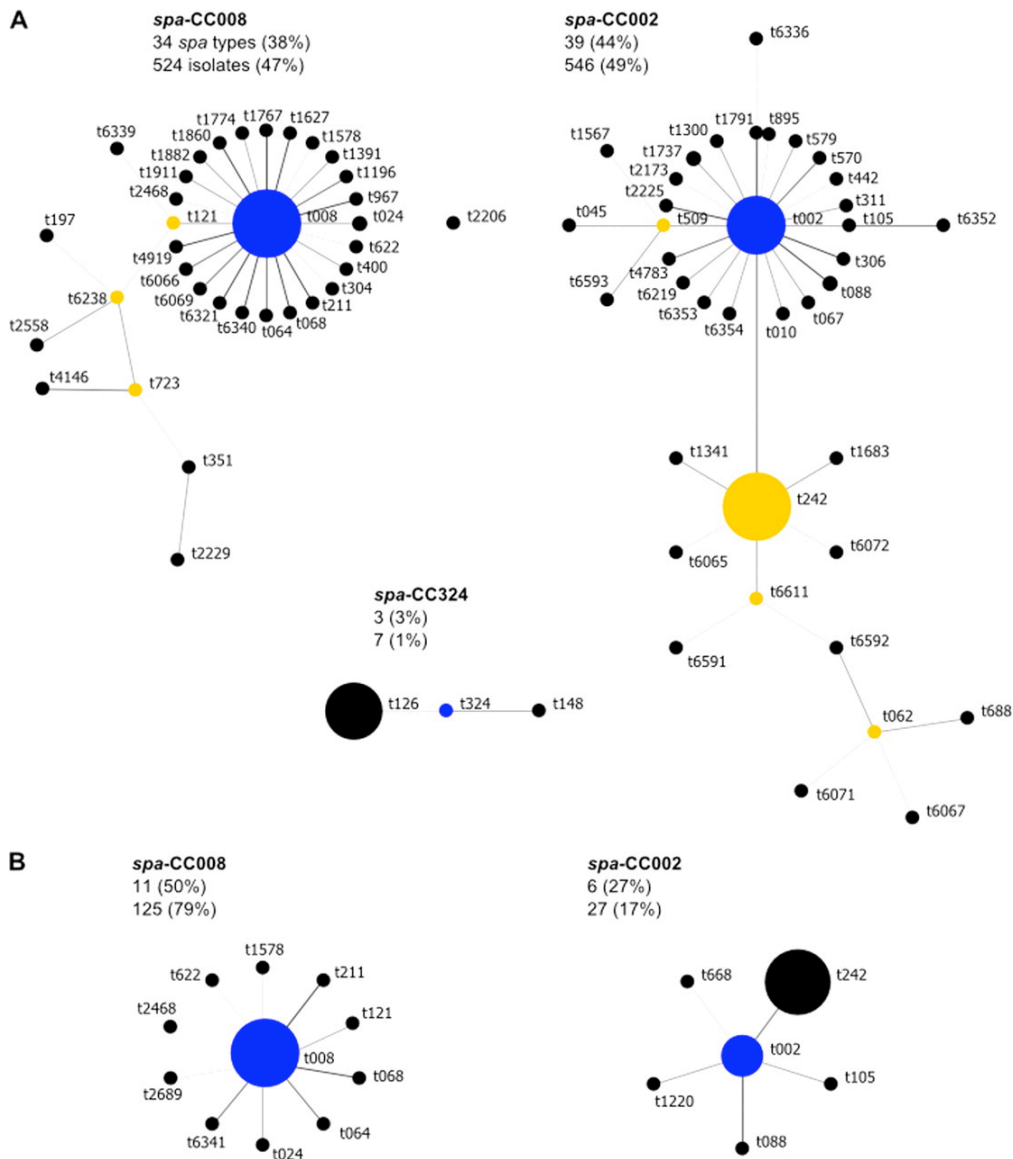 A
spa-CC008
34 spa types (38%)
524 isolates (47%)
spa-CC002
39 (44%)
546 (49%)
t6336
t1767
t1627
t1774
t1578
t1860
t1391
t1882
t1196
t1911
t967
t2468
t6339
t121
t008
t024
t2206
t197
t4919
t622
t6066
t400
t6069
t304
t6321
t211
t6340
t064
t068
t6238
t2558
t4146
t723
t351
t2229
t1791
t895
t1300
t579
t1567
t1737
t570
t2173
t442
t2225
t311
t045
t509
t002
t105
t6352
t6593
t4783
t306
t6219
t088
t6353
t067
t6354
t010
t1341
t1683
t242
t6065
t6072
t6611
t6591
t6592
t062
t688
t6071
t6067
spa-CC324
3 (3%)
7 (1%)
t126
t324
t148
B
spa-CC008
11 (50%)
125 (79%)
spa-CC002
6 (27%)
27 (17%)
t1578
t622
t211
t2468
t121
t008
t068
t2689
t064
t6341
t024
t668
t242
t002
t105
t1220
t088